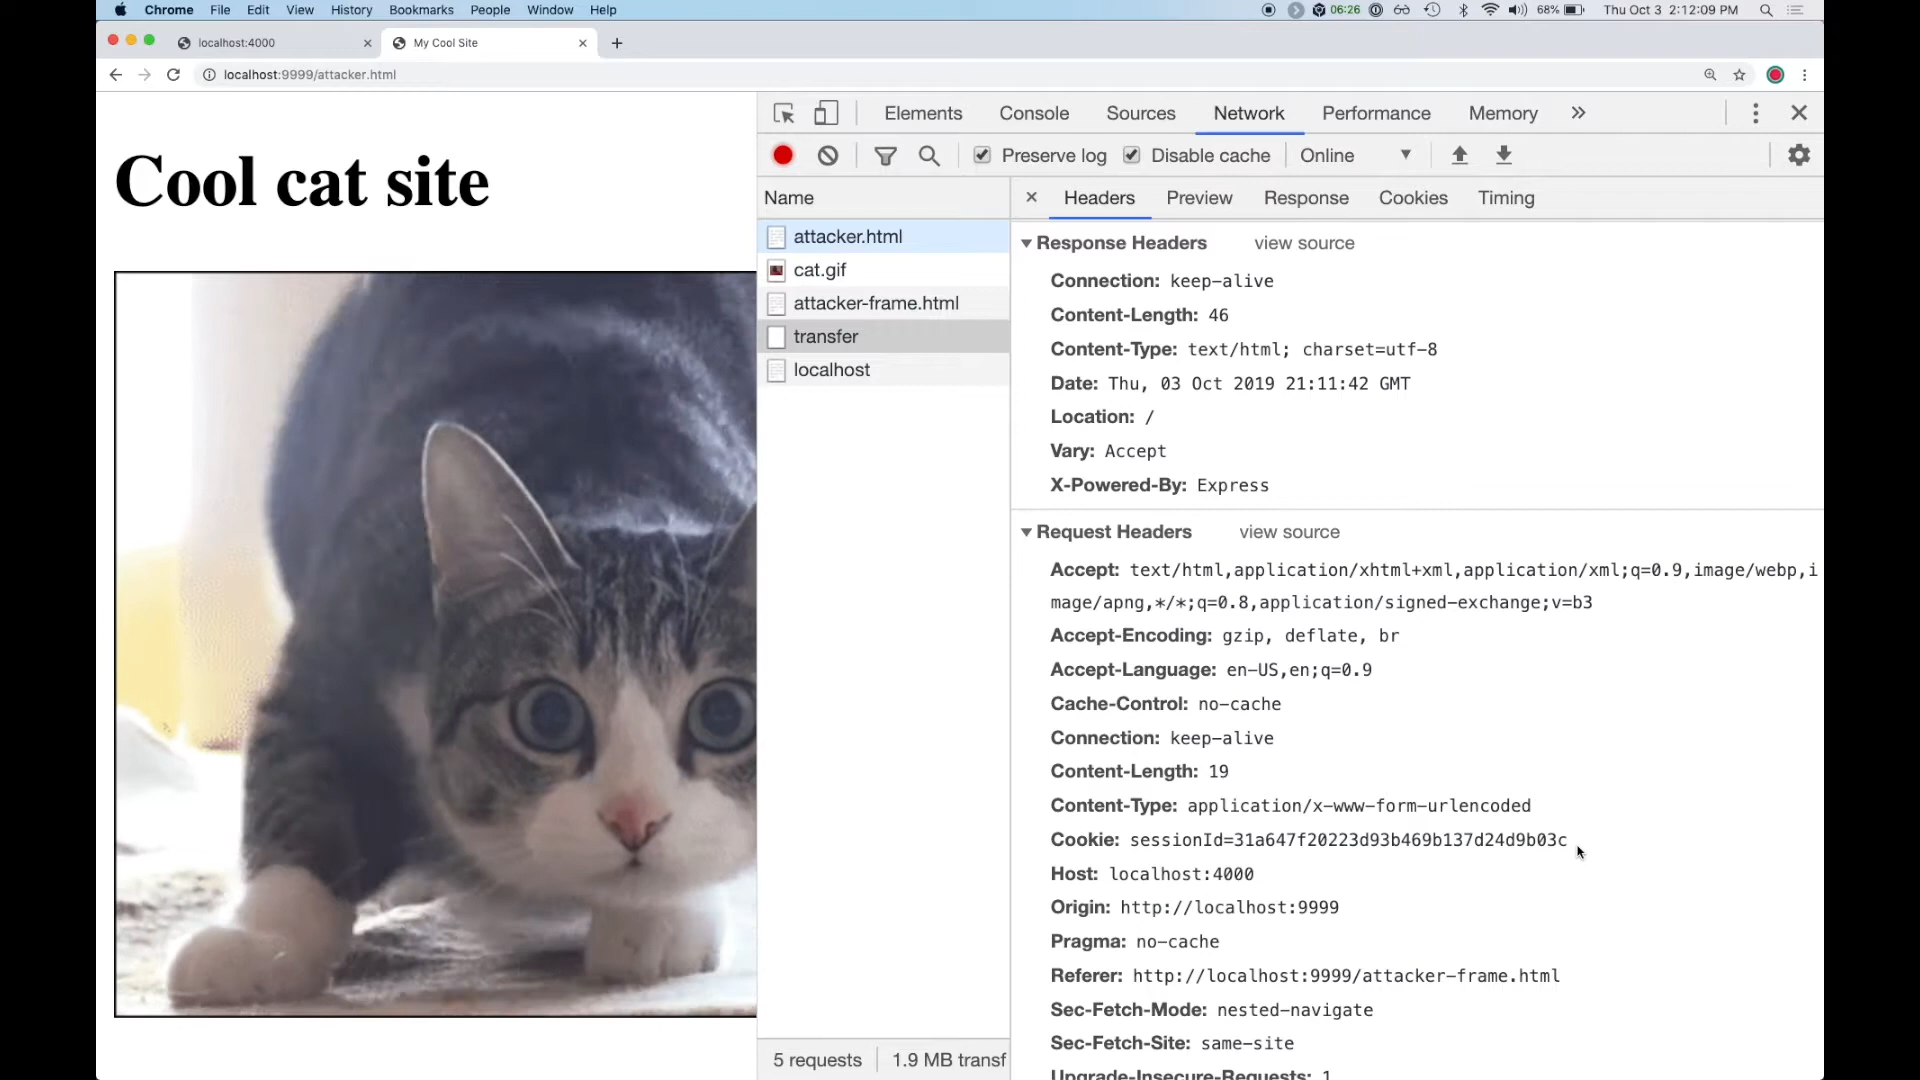 Chrome File Edit View History Bookmarks People Window Help 06:26 68% Thu Oct 3 2:12:09 PM
localhost:4000 My Cool Site
localhost:9999/attacker.html
Cool cat site
Elements Console Sources Network Performance Memory
Preserve log Disable cache Online
Name
attacker.html
cat.gif
attacker-frame.html
transfer
localhost
5 requests 1.9 MB transf
Headers Preview Response Cookies Timing
Response Headers view source
Connection: keep-alive
Content-Length: 46
Content-Type: text/html; charset=utf-8
Date: Thu, 03 Oct 2019 21:11:42 GMT
Location: /
Vary: Accept
X-Powered-By: Express
Request Headers view source
Accept: text/html,application/xhtml+xml,application/xml;q=0.9,image/webp,i
mage/apng,*/*;q=0.8,application/signed-exchange;v=b3
Accept-Encoding: gzip, deflate, br
Accept-Language: en-US,en;q=0.9
Cache-Control: no-cache
Connection: keep-alive
Content-Length: 19
Content-Type: application/x-www-form-urlencoded
Cookie: sessionId=31a647f20223d93b469b137d24d9b03c
Host: localhost:4000
Origin: http://localhost:9999
Pragma: no-cache
Referer: http://localhost:9999/attacker-frame.html
Sec-Fetch-Mode: nested-navigate
Sec-Fetch-Site: same-site
Upgrade-Insecure-Requests: 1